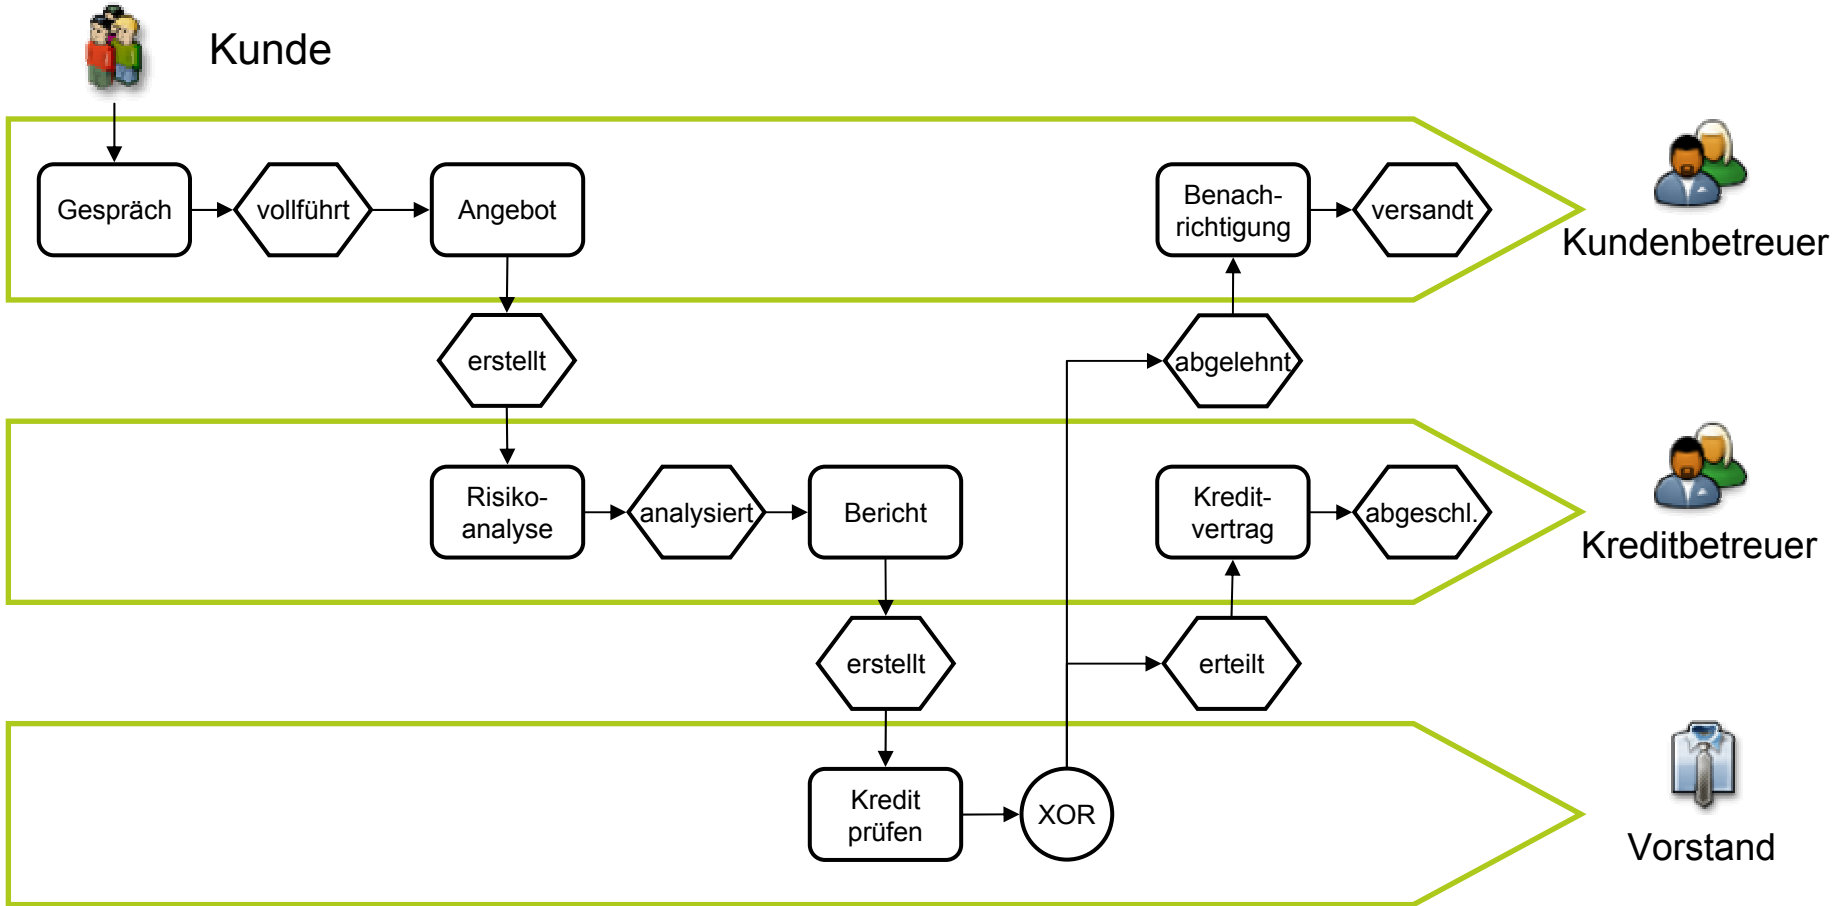 Kunde
Gespräch
vollführt
Angebot
Benach-
richtigung
versandt
Kundenbetreuer
erstellt
abgelehnt
Risiko-
analyse
analysiert
Bericht
Kredit-
vertrag
abgeschl.
Kreditbetreuer
erstellt
erteilt
Kredit
prüfen
XOR
Vorstand